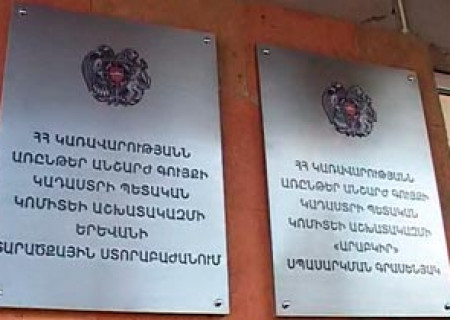 ՀՀ ԿԱՌԱՎԱՐՈՒԹՅԱՆՆ
ԱՌԸՆԹԵՐ ԱՆՇԱՐԺ ԳՈՒՅՔԻ
ԿԱԴԱՍՏՐԻ ՊԵՏԱԿԱՆ
ԿՈՄԻՏԵԻ ԱՇԽԱՏԱԿԱԶՄԻ
ԵՐԵՎԱՆԻ
ՏԱՐԱԾՔԱՅԻՆ ՍՏՈՐԱԲԱԺԱՆՈՒՄ
ՀՀ ԿԱՌԱՎԱՐՈՒԹՅԱՆՆ
ԱՌԸՆԹԵՐ ԱՆՇԱՐԺ ԳՈՒՅՔԻ
ԿԱԴԱՍՏՐԻ ՊԵՏԱԿԱՆ
ԿՈՄԻՏԵԻ ԱՇԽԱՏԱԿԱԶՄԻ
«ԱՐԱԲԿԻՐ»
ՍՊԱՍԱՐԿՄԱՆ ԳՐԱՍԵՆՅԱԿ